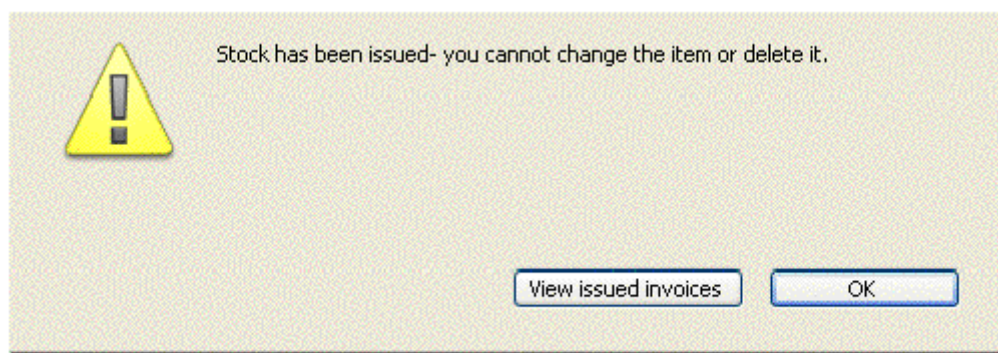 Stock has been issued- you cannot change the item or delete it.
View issued invoices
OK